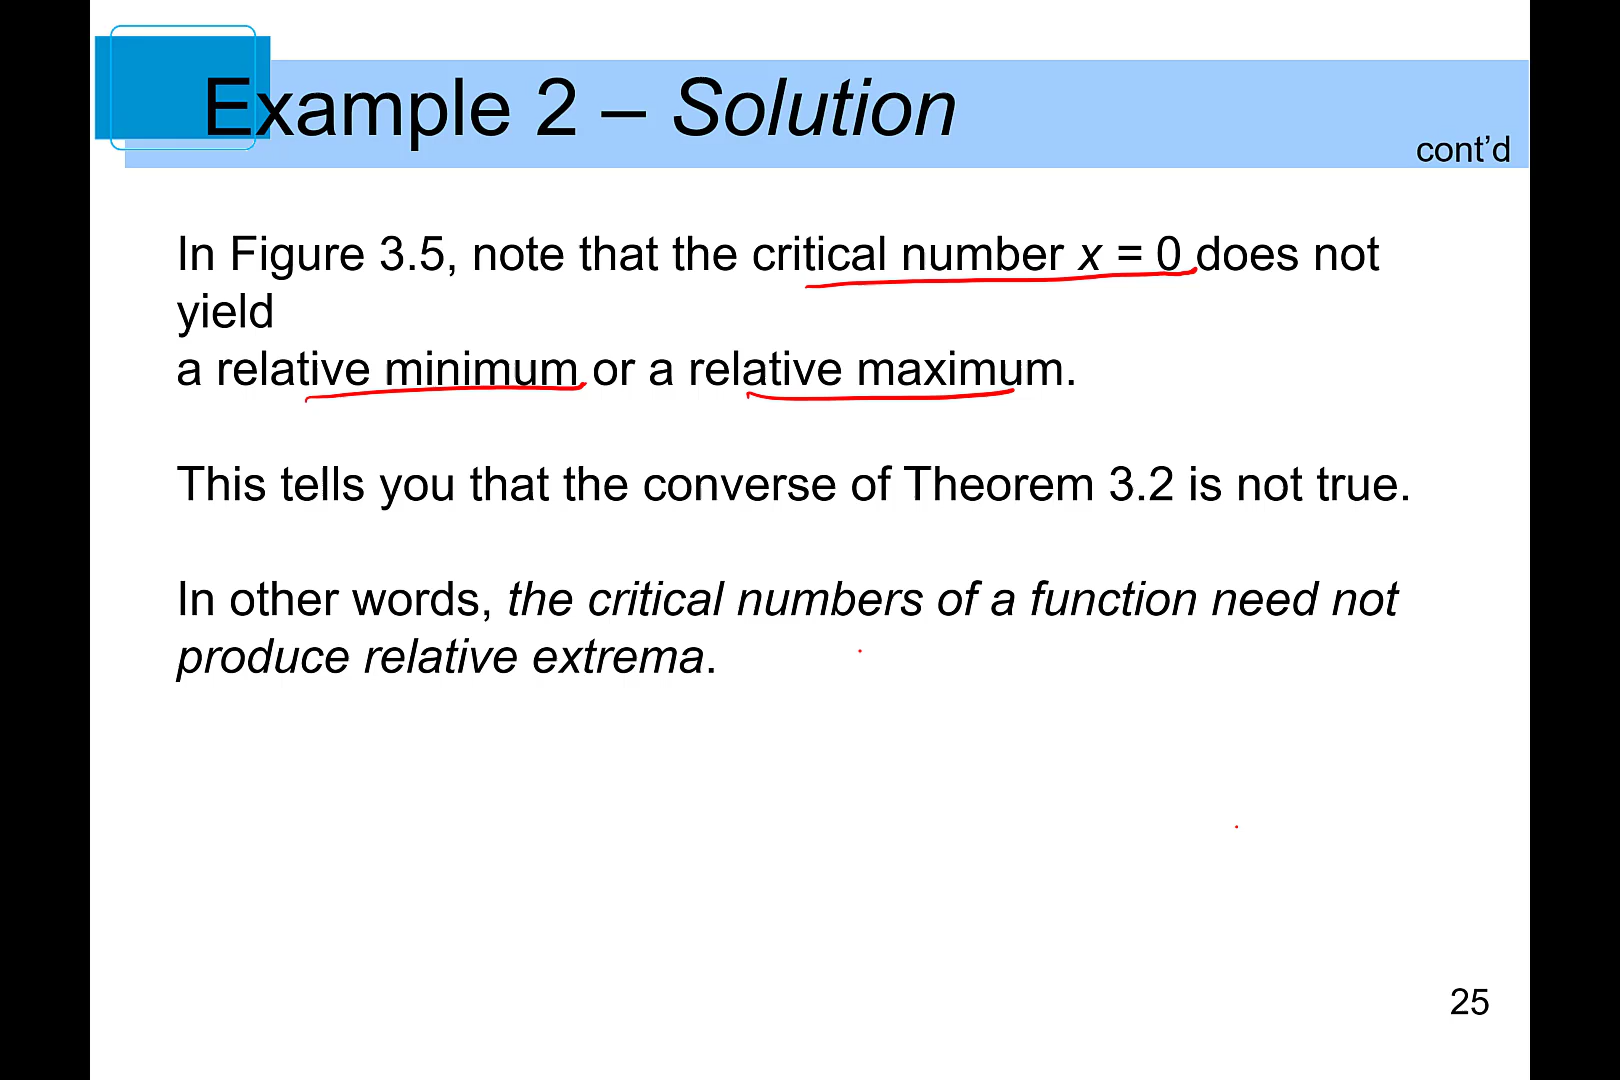 Example 2 – Solution
cont’d
In Figure 3.5, note that the critical number x = 0 does not
yield
a relative minimum or a relative maximum.
This tells you that the converse of Theorem 3.2 is not true.
In other words, the critical numbers of a function need not
produce relative extrema.
25